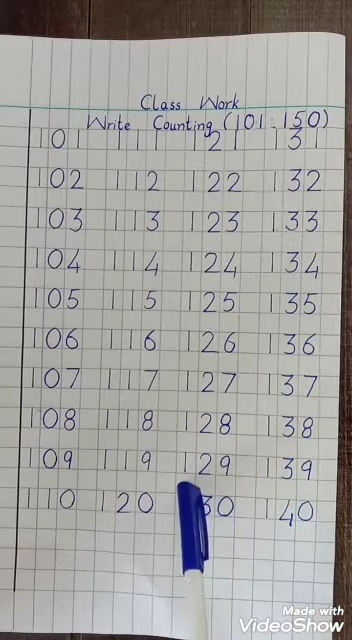 Class Work
Write Counting (101-150)
101 111 121 131
102 112 122 132
103 113 123 133
104 114 124 134
105 115 125 135
106 116 126 136
107 117 127 137
108 118 128 138
109 119 129 139
110 120 30 140
Made with
VideoShow